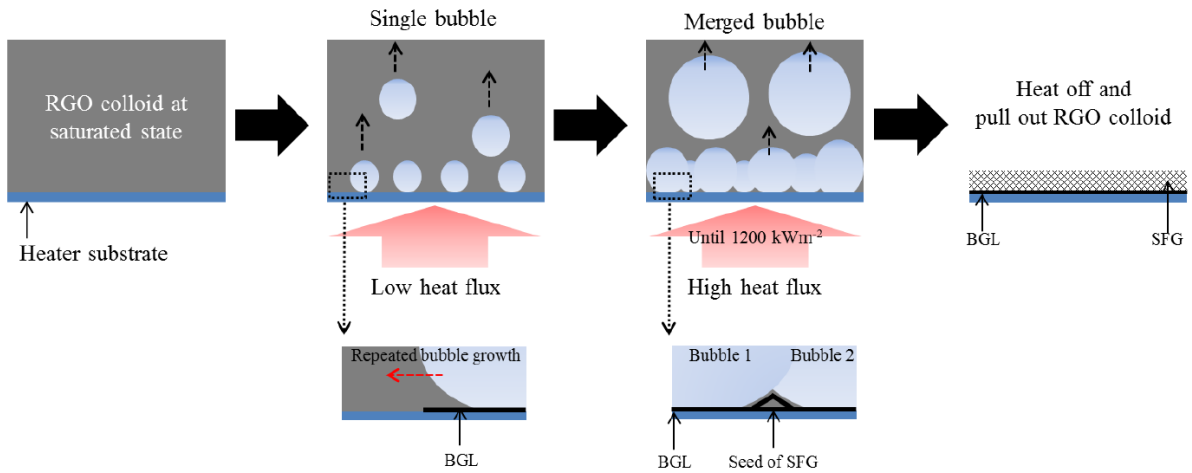 Single bubble
Merged bubble
RGO colloid at
saturated state
Heat off and
pull out RGO colloid
Heater substrate
Low heat flux
Until 1200 kWm-2
High heat flux
BGL
SFG
Repeated bubble growth
BGL
Bubble 1
Bubble 2
BGL
Seed of SFG